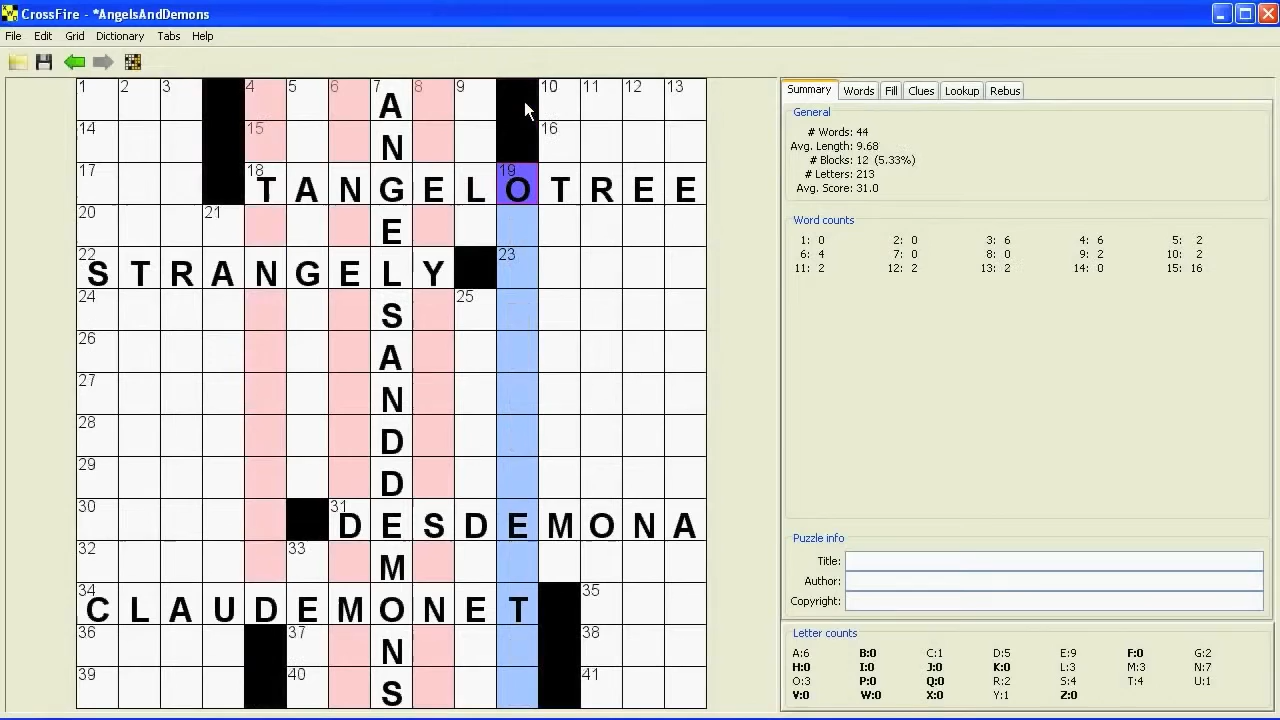 CrossFire - *AngelsAndDemons
File Edit Grid Dictionary Tabs Help
1 2 3 4 5 6 7 8 9 10 11 12 13
A
14 15 16
N
17 18 19
T A N G E L O T R E E
20 21
E
22 23
S T R A N G E L Y
24 25
S
26
A
27
N
28
D
29
D
30 31
D E S D E M O N A
32 33
M
34 35
C L A U D E M O N E T
36 37 38
N
39 40 41
S
Summary Words Fill Clues Lookup Rebus
General
# Words: 44
Avg. Length: 9.68
# Blocks: 12 (5.33%)
# Letters: 213
Avg. Score: 31.0
Word counts
1: 0 2: 0 3: 6 4: 6 5: 2
6: 4 7: 0 8: 0 9: 2 10: 2
11: 2 12: 2 13: 2 14: 0 15: 16
Puzzle info
Title:
Author:
Copyright:
Letter counts
A:6 B:0 C:1 D:5 E:9 F:0 G:2
H:0 I:0 J:0 K:0 L:3 M:3 N:7
O:3 P:0 Q:0 R:2 S:4 T:4 U:1
V:0 W:0 X:0 Y:1 Z:0